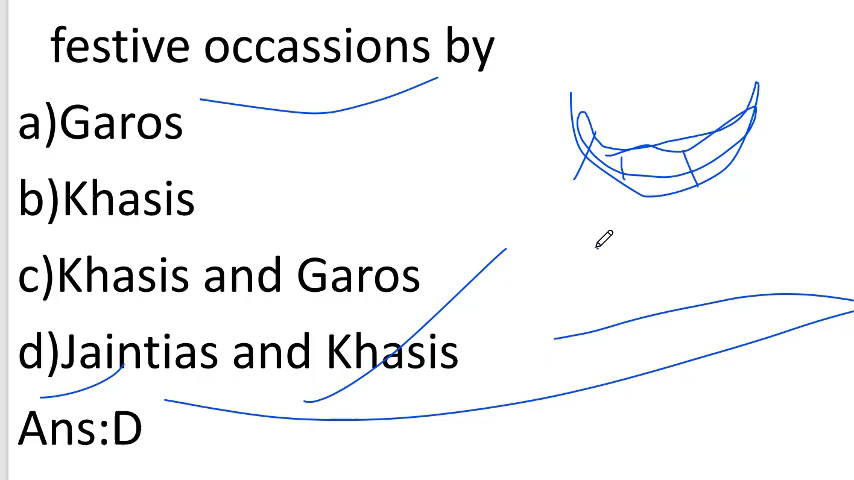 festive occassions by
a)Garos
b)Khasis
c)Khasis and Garos
d)Jaintias and Khasis
Ans:D